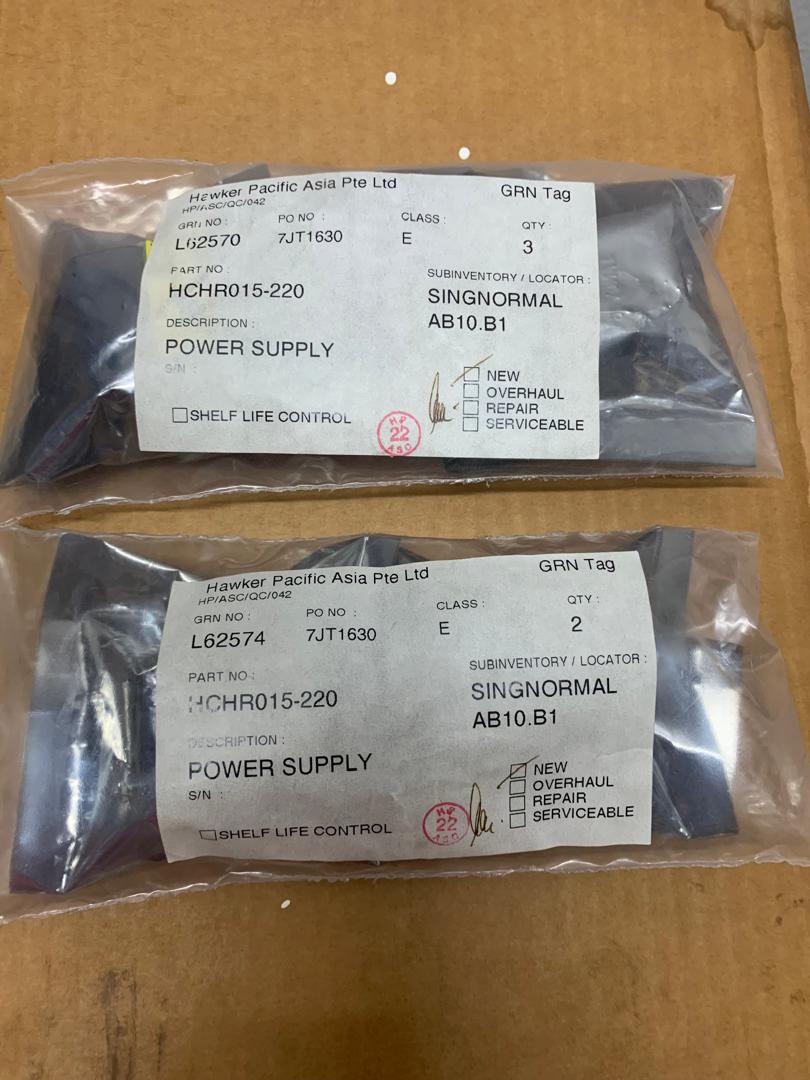 Hawker Pacific Asia Pte Ltd GRN Tag
HP/ASC/QC/042
GRN NO : PO NO : CLASS : QTY :
L62570 7JT1630 E 3
PART NO : SUBINVENTORY / LOCATOR :
HCHR015-220 SINGNORMAL
DESCRIPTION : AB10.B1
POWER SUPPLY
S/N :
NEW
OVERHAUL
REPAIR
SHELF LIFE CONTROL SERVICEABLE
HP
22
ASC
Hawker Pacific Asia Pte Ltd GRN Tag
HP/ASC/QC/042
GRN NO : PO NO : CLASS : QTY :
L62574 7JT1630 E 2
PART NO : SUBINVENTORY / LOCATOR :
HCHR015-220 SINGNORMAL
DESCRIPTION : AB10.B1
POWER SUPPLY
S/N :
NEW
OVERHAUL
REPAIR
SHELF LIFE CONTROL SERVICEABLE
HP
22
ASC